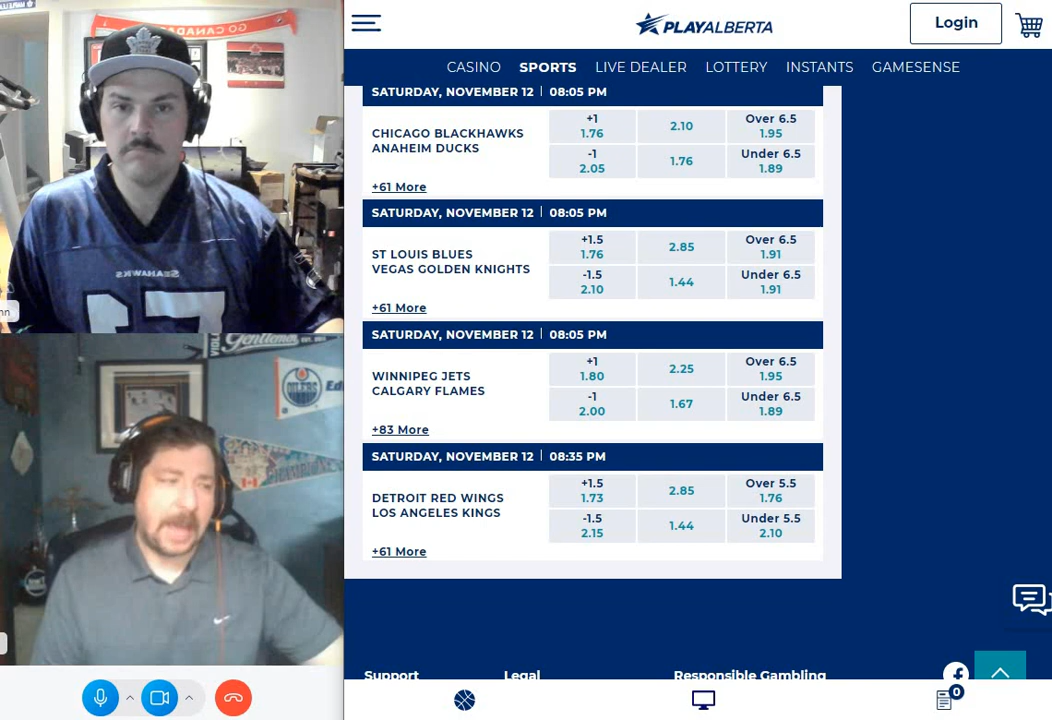 GO CANADA
SEAHAWKS
17
nn
Gentlemen
OILERS
PLAYALBERTA
Login
CASINO SPORTS LIVE DEALER LOTTERY INSTANTS GAMESENSE
SATURDAY, NOVEMBER 12 | 08:05 PM
CHICAGO BLACKHAWKS
ANAHEIM DUCKS
+1 2.10 Over 6.5
1.76 1.95
-1 1.76 Under 6.5
2.05 1.89
+61 More
SATURDAY, NOVEMBER 12 | 08:05 PM
ST LOUIS BLUES
VEGAS GOLDEN KNIGHTS
+1.5 2.85 Over 6.5
1.76 1.91
-1.5 1.44 Under 6.5
2.10 1.91
+61 More
SATURDAY, NOVEMBER 12 | 08:05 PM
WINNIPEG JETS
CALGARY FLAMES
+1 2.25 Over 6.5
1.80 1.95
-1 1.67 Under 6.5
2.00 1.89
+83 More
SATURDAY, NOVEMBER 12 | 08:35 PM
DETROIT RED WINGS
LOS ANGELES KINGS
+1.5 2.85 Over 5.5
1.73 1.76
-1.5 1.44 Under 5.5
2.15 2.10
+61 More
Support Legal Responsible Gambling
0